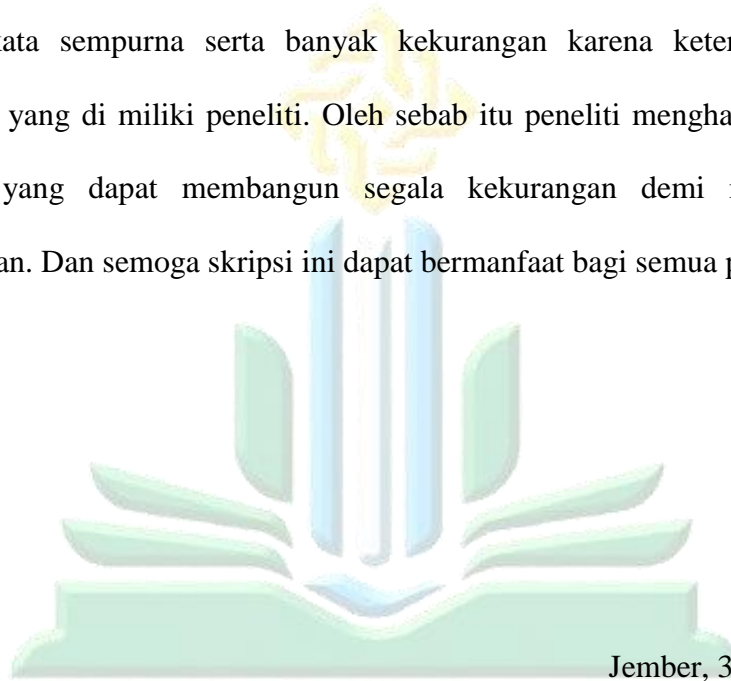 kata sempurna serta banyak kekurangan karena keter
yang di miliki peneliti. Oleh sebab itu peneliti mengha
yang dapat membangun segala kekurangan demi
an. Dan semoga skripsi ini dapat bermanfaat bagi semua p
Jember, 3